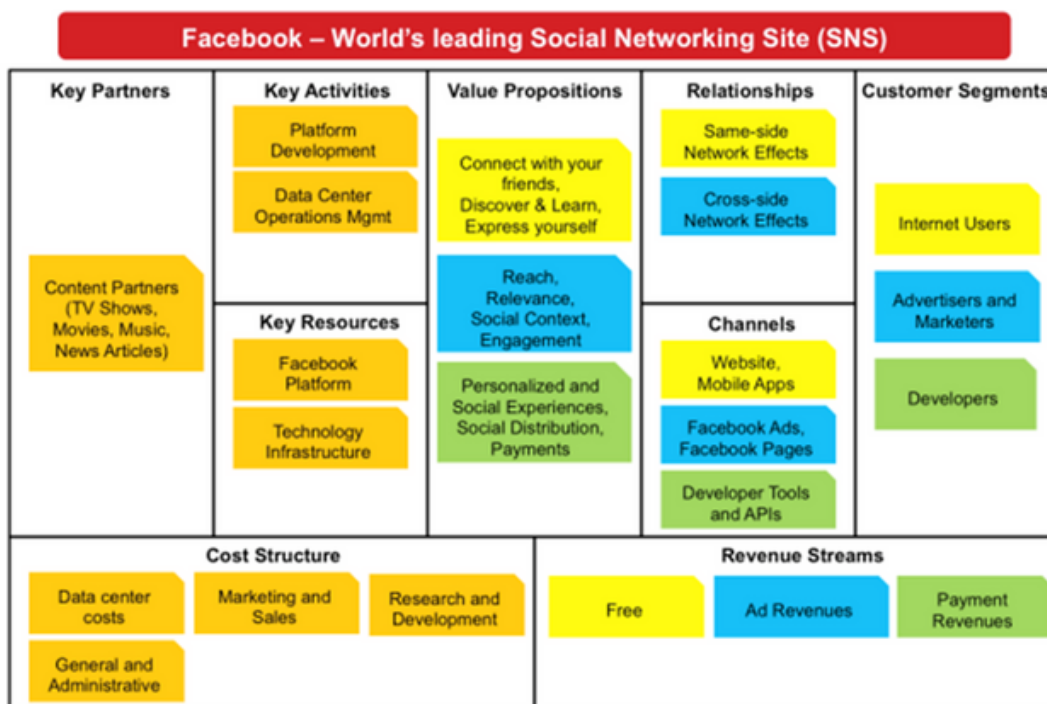 Facebook – World's leading Social Networking Site (SNS)
Key Partners
Content Partners
(TV Shows,
Movies, Music,
News Articles)
Key Activities
Platform
Development
Data Center
Operations Mgmt
Key Resources
Facebook
Platform
Technology
Infrastructure
Value Propositions
Connect with your
friends,
Discover & Learn,
Express yourself
Reach,
Relevance,
Social Context,
Engagement
Personalized and
Social Experiences,
Social Distribution,
Payments
Relationships
Same-side
Network Effects
Cross-side
Network Effects
Channels
Website,
Mobile Apps
Facebook Ads,
Facebook Pages
Developer Tools
and APIs
Customer Segments
Internet Users
Advertisers and
Marketers
Developers
Cost Structure
Data center
costs
Marketing and
Sales
Research and
Development
General and
Administrative
Revenue Streams
Free
Ad Revenues
Payment
Revenues